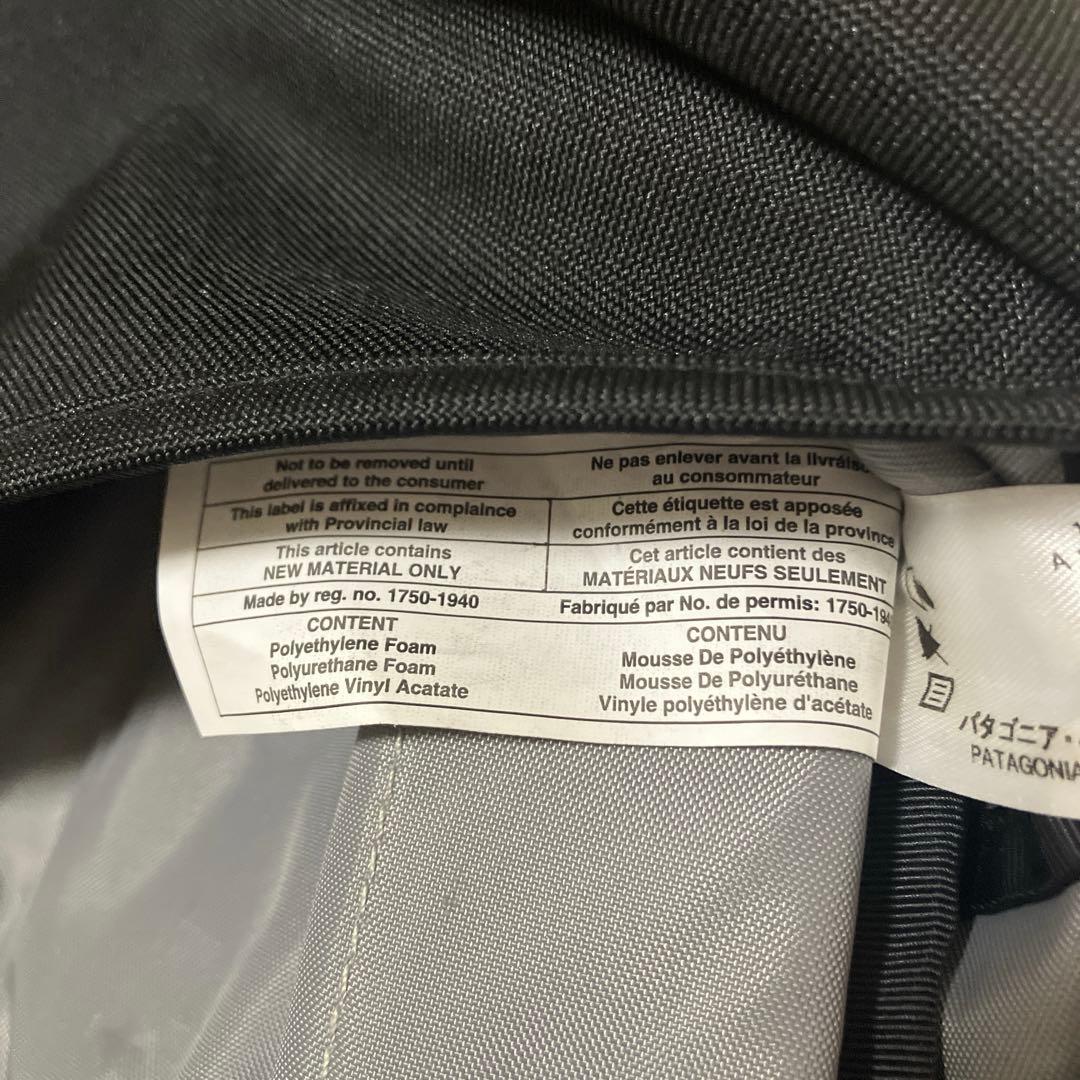 Not to be removed until
delivered to the consumer
Ne pas enlever avant la
au consommateur
This label is affixed in complaince
with Provincial law
Cette étiquette est apposée
conformément à la loi de la province
This article contains
NEW MATERIAL ONLY
Cet article contient des
MATÉRIAUX NEUFS SEULEMENT
Made by reg. no. 1750-1940
Fabriqué par No. de permis:
CONTENT
Polyethylene Foam
Polyurethane Foam
Polyethylene Vinyl Acatate
CONTENU
Mousse De Polyéthylène
Mousse De Polyuréthane
Vinyle polyéthylène d'acétate
パタゴニア・
PATAGONIA